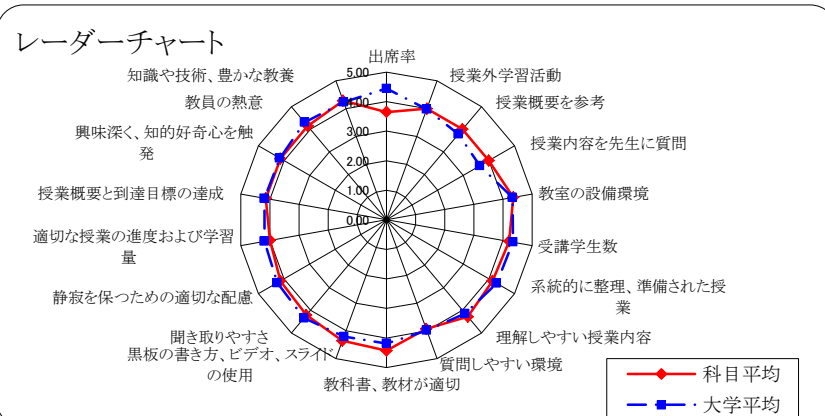 レーダーチャート
出席率
授業外学習活動
授業概要を参考
授業内容を先生に質問
教室の設備環境
受講学生数
系統的に整理、準備された授
業
理解しやすい授業内容
質問しやすい環境
教科書、教材が適切
黒板の書き方、ビデオ、スライド
の使用
聞き取りやすさ
静寂を保つための適切な配慮
適切な授業の進度および学習
量
授業概要と到達目標の達成
興味深く、知的好奇心を触
発
教員の熱意
知識や技術、豊かな教養
5.00
4.00
3.00
2.00
1.00
0.00
科目平均
大学平均